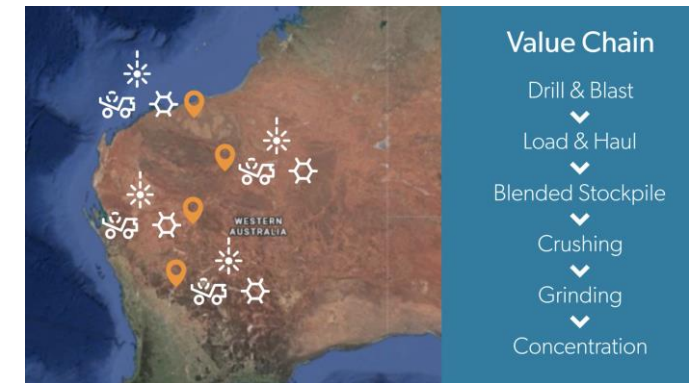 WESTERN
AUSTRALIA
Value Chain
Drill & Blast
Load & Haul
Blended Stockpile
Crushing
Grinding
Concentration